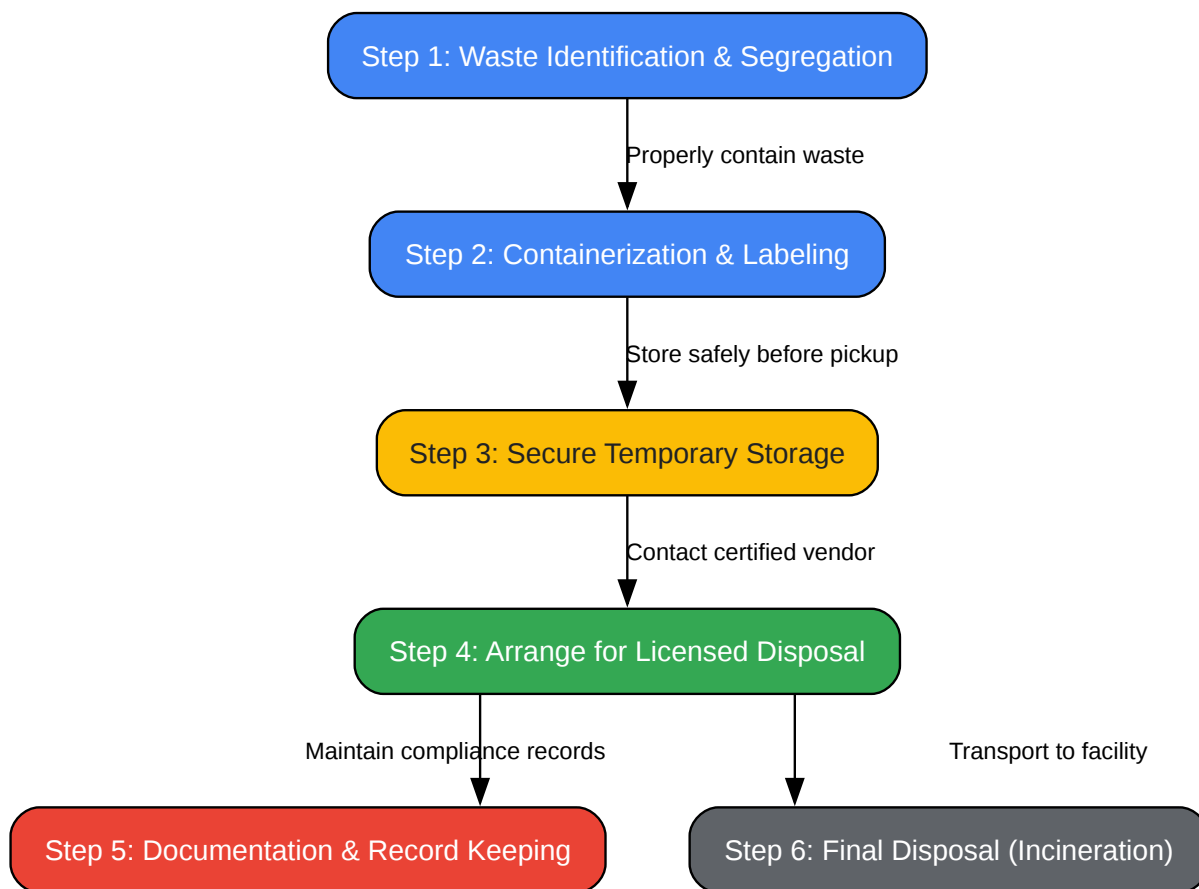 Step 1: Waste Identification & Segregation
Properly contain waste
Step 2: Containerization & Labeling
Store safely before pickup
Step 3: Secure Temporary Storage
Contact certified vendor
Step 4: Arrange for Licensed Disposal
Maintain compliance records
Transport to facility
Step 5: Documentation & Record Keeping
Step 6: Final Disposal (Incineration)